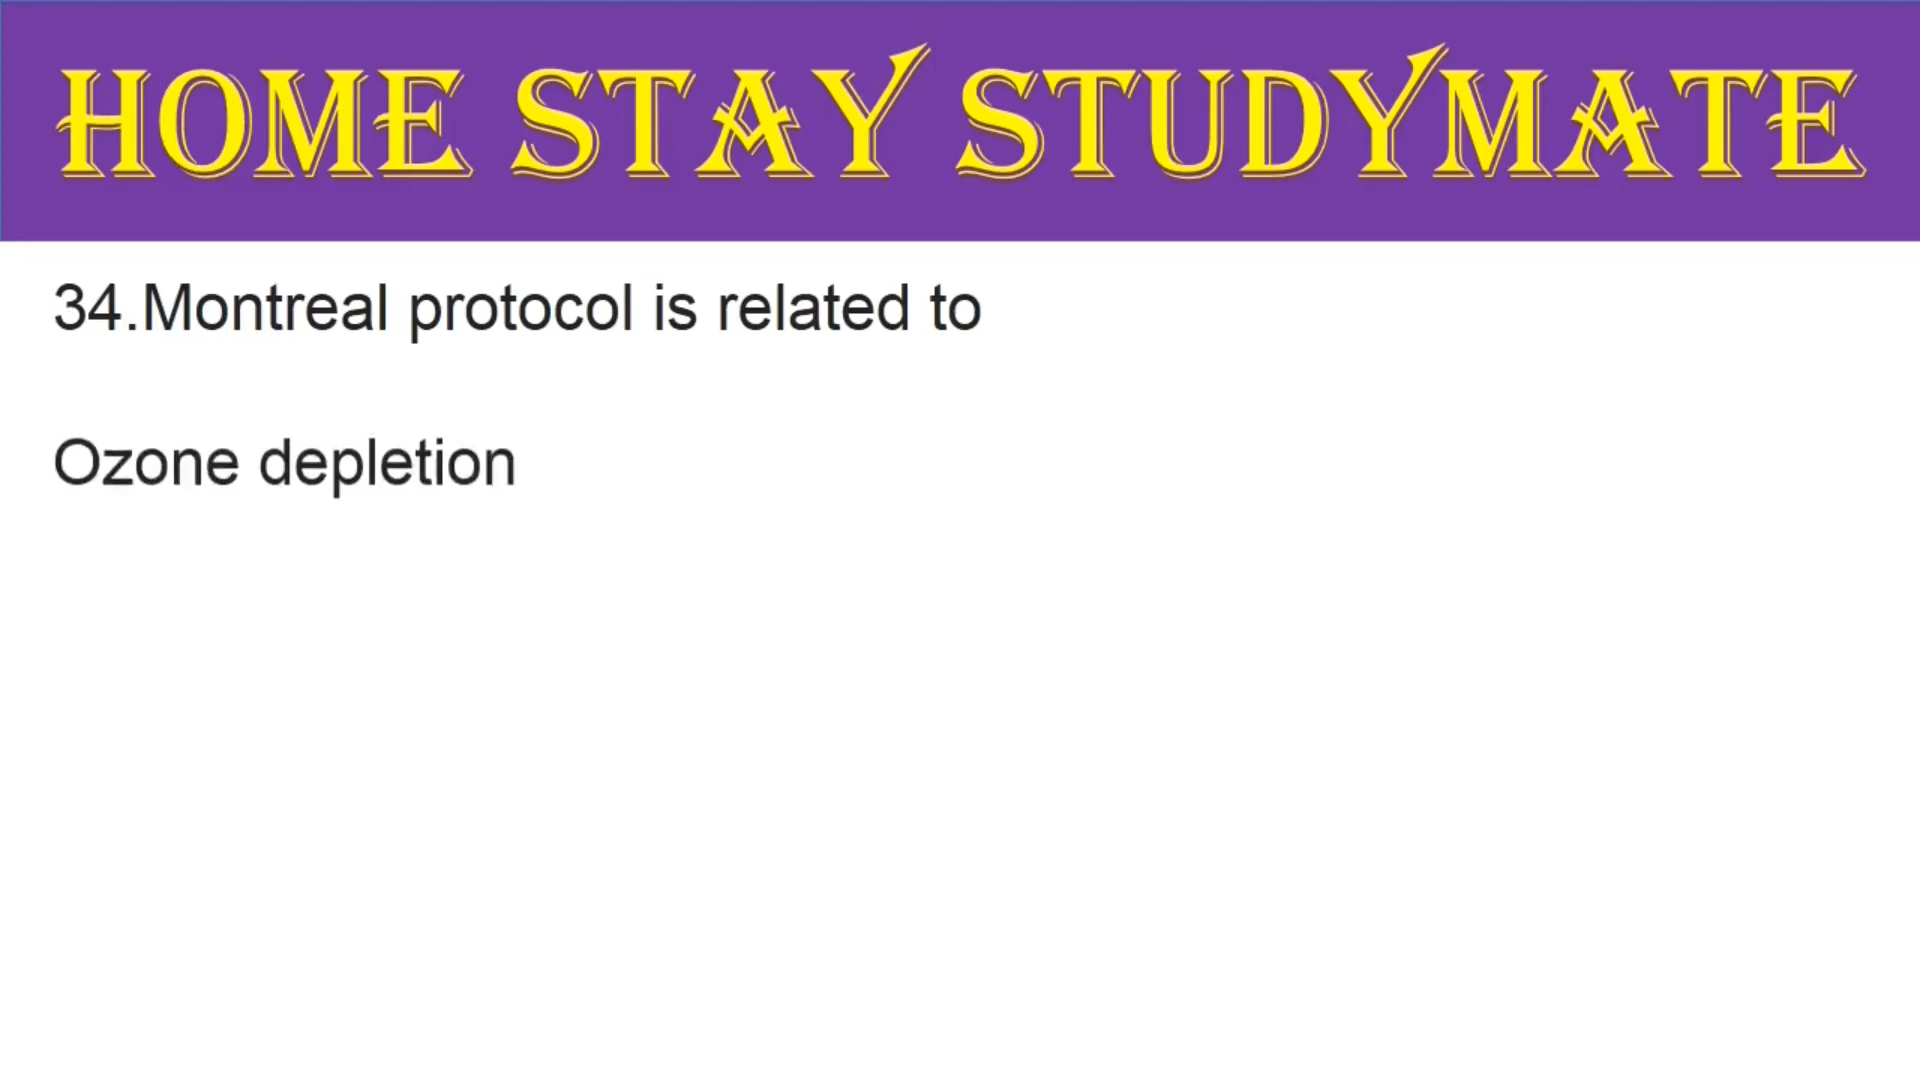 HOME STAY STUDYMATE
34.Montreal protocol is related to
Ozone depletion